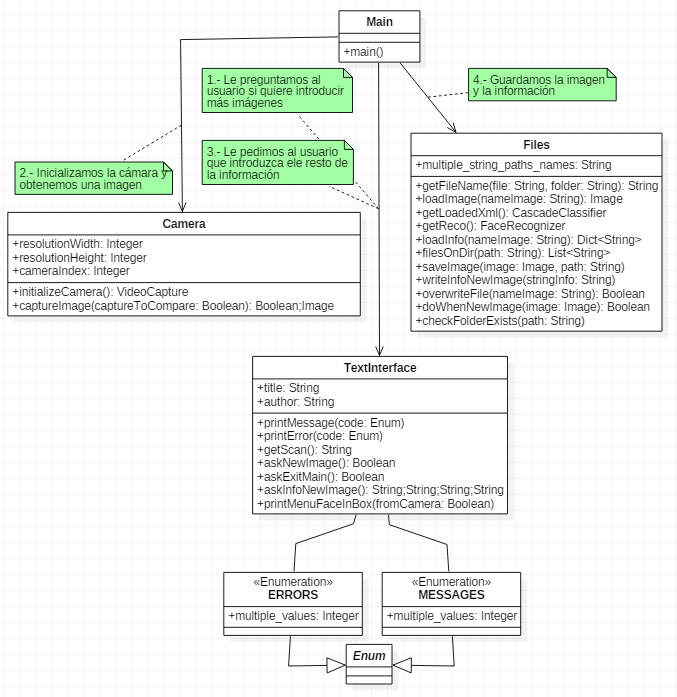 Main
+main()
1.- Le preguntamos al
usuario si quiere introducir
más imágenes
4.- Guardamos la imagen
y la información
3.- Le pedimos al usuario
que introduzca ele resto de
la información
2.- Inicializamos la cámara y
obtenemos una imagen
Files
+multiple_string_paths_names: String
+getFileName(file: String, folder: String): String
+loadImage(nameImage: String): Image
+getLoadedXml(): CascadeClassifier
+getReco(): FaceRecognizer
+loadInfo(nameImage: String): Dict<String>
+filesOnDir(path: String): List<String>
+saveImage(image: Image, path: String)
+writeInfoNewImage(stringInfo: String)
+overwriteFile(nameImage: String): Boolean
+doWhenNewImage(image: Image): Boolean
+checkFolderExists(path: String)
Camera
+resolutionWidth: Integer
+resolutionHeight: Integer
+cameraIndex: Integer
+initializeCamera(): VideoCapture
+captureImage(captureToCompare: Boolean): Boolean;Image
TextInterface
+title: String
+author: String
+printMessage(code: Enum)
+printError(code: Enum)
+getScan(): String
+askNewImage(): Boolean
+askExitMain(): Boolean
+askInfoNewImage(): String;String;String;String
+printMenuFaceInBox(fromCamera: Boolean)
«Enumeration»
ERRORS
+multiple_values: Integer
«Enumeration»
MESSAGES
+multiple_values: Integer
Enum